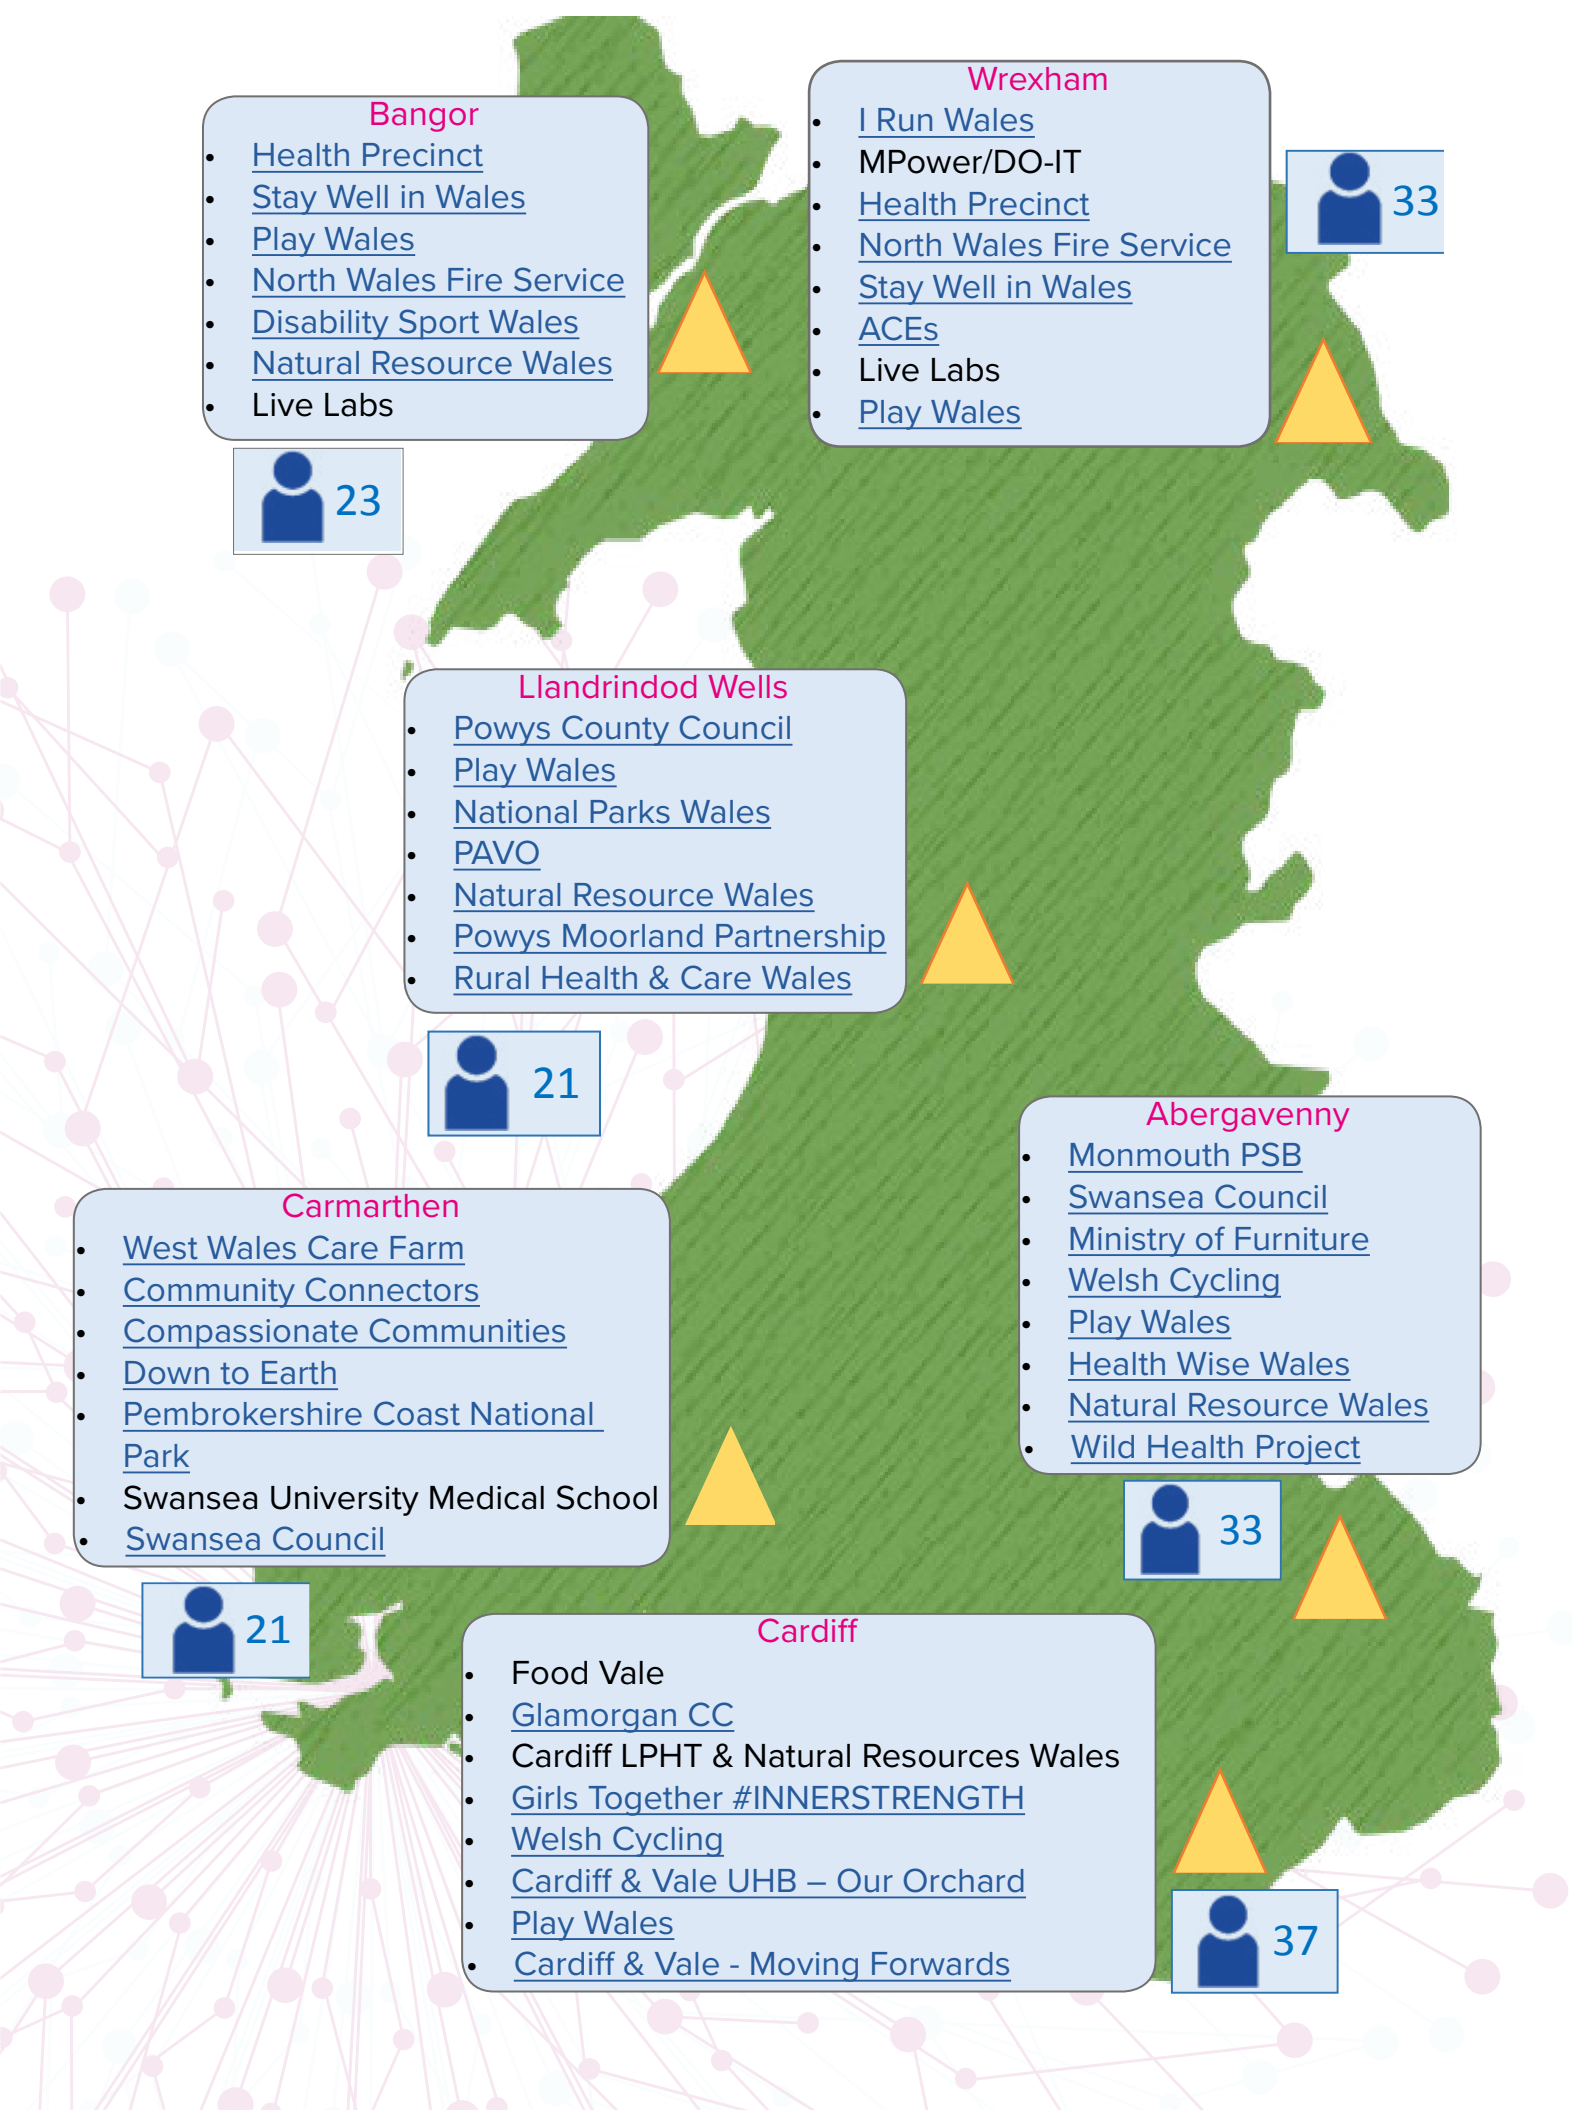 Bangor
• Health Precinct
• Stay Well in Wales
• Play Wales
• North Wales Fire Service
• Disability Sport Wales
• Natural Resource Wales
• Live Labs
23
Wrexham
• I Run Wales
• MPower/DO-IT
• Health Precinct
• North Wales Fire Service
• Stay Well in Wales
• ACEs
• Live Labs
• Play Wales
33
Llandrindod Wells
• Powys County Council
• Play Wales
• National Parks Wales
• PAVO
• Natural Resource Wales
• Powys Moorland Partnership
• Rural Health & Care Wales
21
Abergavenny
• Monmouth PSB
• Swansea Council
• Ministry of Furniture
• Welsh Cycling
• Play Wales
• Health Wise Wales
• Natural Resource Wales
• Wild Health Project
33
Carmarthen
• West Wales Care Farm
• Community Connectors
• Compassionate Communities
• Down to Earth
• Pembrokershire Coast National
Park
• Swansea University Medical School
• Swansea Council
21
Cardiff
• Food Vale
• Glamorgan CC
• Cardiff LPHT & Natural Resources Wales
• Girls Together #INNERSTRENGTH
• Welsh Cycling
• Cardiff & Vale UHB – Our Orchard
• Play Wales
• Cardiff & Vale - Moving Forwards
37